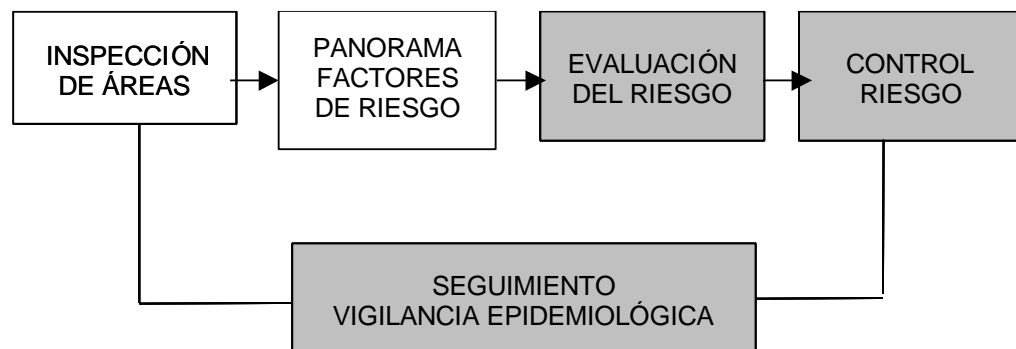 INSPECCIÓN
DE ÁREAS
PANORAMA
FACTORES
DE RIESGO
EVALUACIÓN
DEL RIESGO
CONTROL
RIESGO
SEGUIMIENTO
VIGILANCIA EPIDEMIOLÓGICA